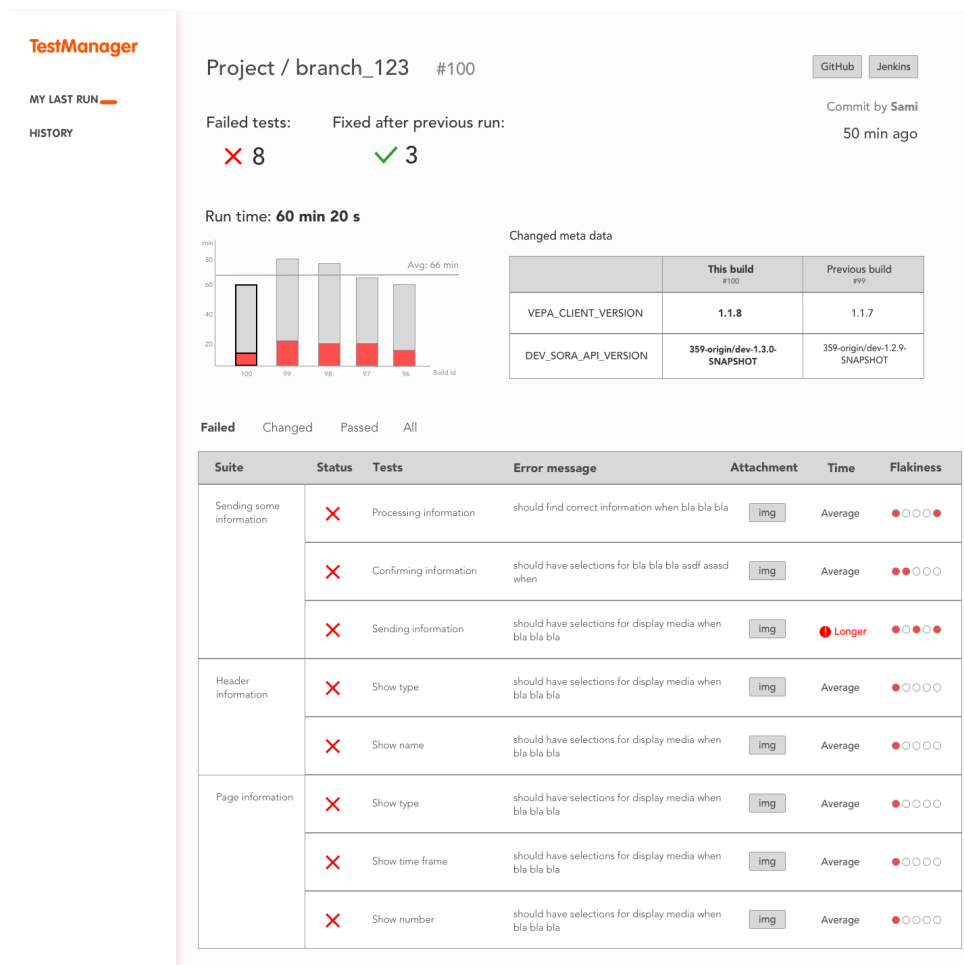 TestManager
MY LAST RUN
HISTORY
Project / branch_123 #100
GitHub Jenkins
Commit by Sami
50 min ago
Failed tests: Fixed after previous run:
8 3
Run time: 60 min 20 s
min
80
60
40
20
Avg: 66 min
100 99 98 97 96 Build id
Changed meta data
This build Previous build
#100 #99
VEPA_CLIENT_VERSION 1.1.8 1.1.7
DEV_SORA_API_VERSION 359-origin/dev-1.3.0- 359-origin/dev-1.2.9-
SNAPSHOT SNAPSHOT
Failed Changed Passed All
Suite Status Tests Error message Attachment Time Flakiness
Sending some
information
Processing information should find correct information when bla bla bla img Average
Confirming information should have selections for bla bla bla asdf asasd
when
img Average
Sending information should have selections for display media when
bla bla bla
img Longer
Header
information
Show type should have selections for display media when
bla bla bla
img Average
Show name should have selections for display media when
bla bla bla
img Average
Page information
Show type should have selections for display media when
bla bla bla
img Average
Show time frame should have selections for display media when
bla bla bla
img Average
Show number should have selections for display media when
bla bla bla
img Average